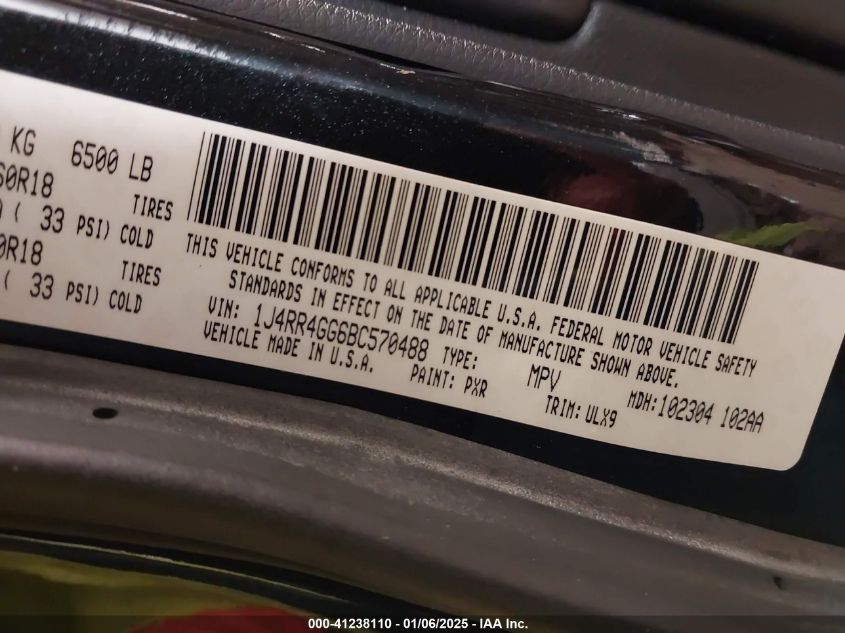 KG 6500 LB
60R18 TIRES
( 33 PSI) COLD
0R18 TIRES
( 33 PSI) COLD
THIS VEHICLE CONFORMS TO ALL APPLICABLE U.S.A. FEDERAL MOTOR VEHICLE SAFETY
STANDARDS IN EFFECT ON THE DATE OF MANUFACTURE SHOWN ABOVE.
VIN: 1J4RR4GG6BC570488 TYPE: MPV MDH: 102304 102AA
VEHICLE MADE IN U.S.A. PAINT: PXR TRIM: ULX9
000-41238110 - 01/06/2025 - IAA Inc.